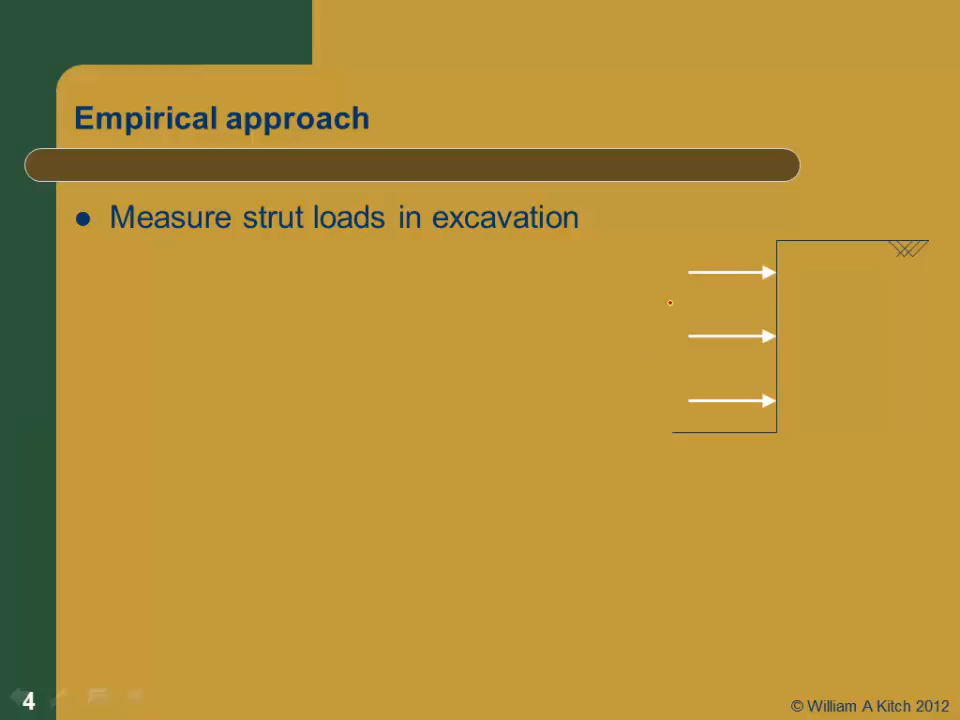 Empirical approach
Measure strut loads in excavation
4
© William A Kitch 2012